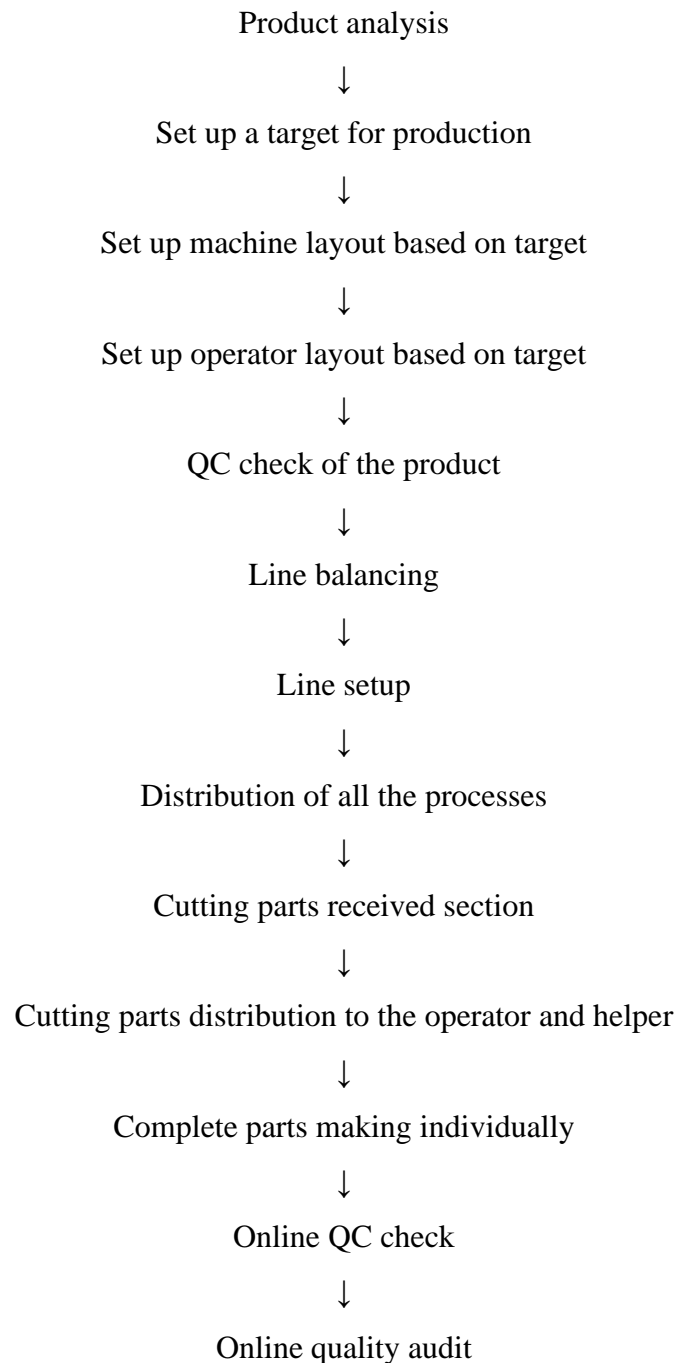 Product analysis
↓
Set up a target for production
↓
Set up machine layout based on target
↓
Set up operator layout based on target
↓
QC check of the product
↓
Line balancing
↓
Line setup
↓
Distribution of all the processes
↓
Cutting parts received section
↓
Cutting parts distribution to the operator and helper
↓
Complete parts making individually
↓
Online QC check
↓
Online quality audit